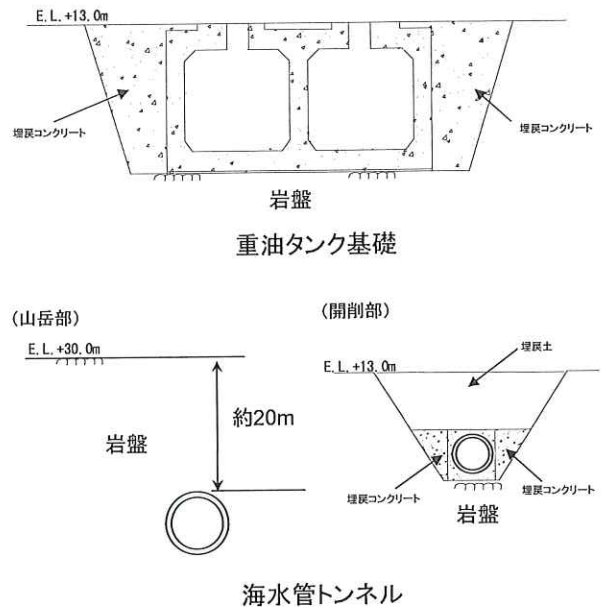 E.L.+13.0m
埋戻コンクリート
埋戻コンクリート
岩盤
重油タンク基礎
(山岳部)
E.L.+30.0m
約20m
岩盤
(開削部)
埋戻土
E.L.+13.0m
埋戻コンクリート
埋戻コンクリート
岩盤
海水管トンネル